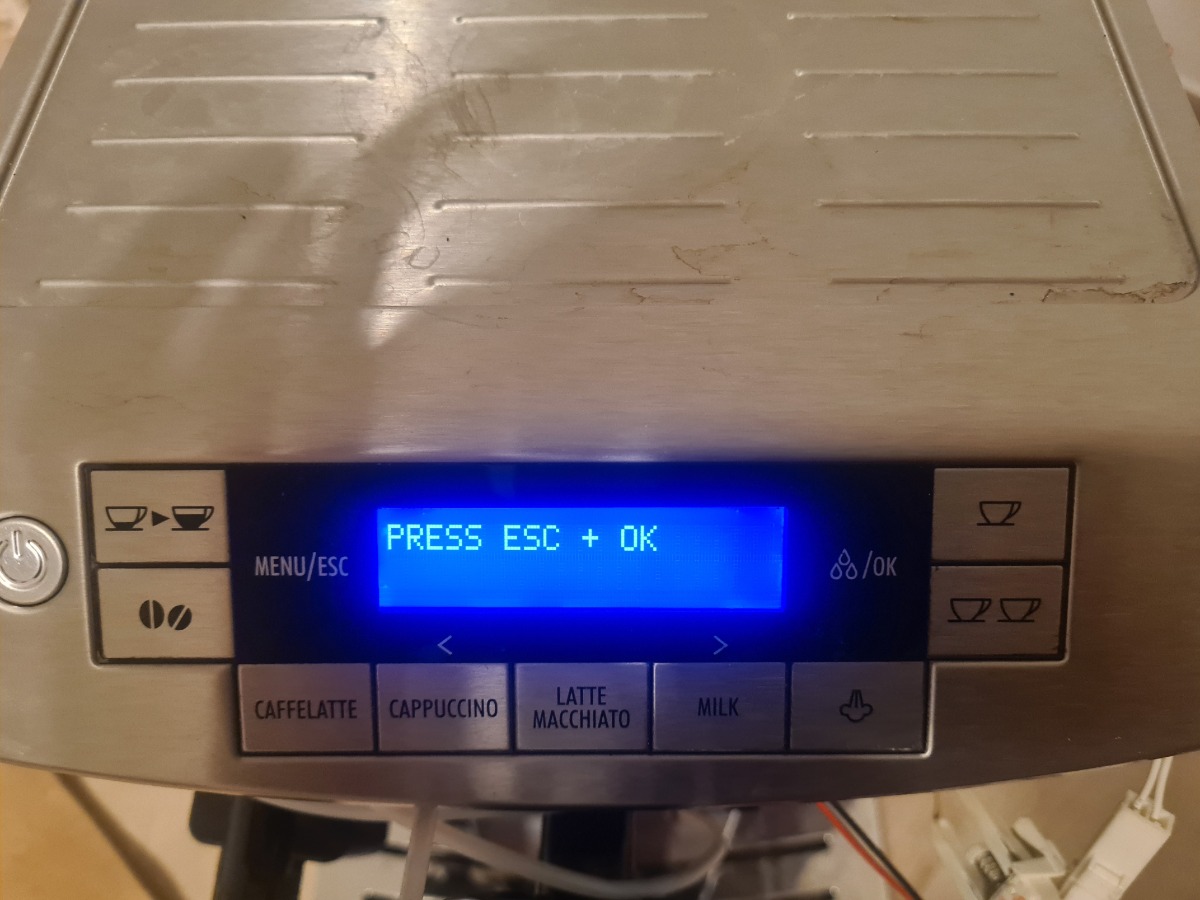 PRESS ESC + OK
MENU/ESC
/OK
<
>
CAFFELATTE
CAPPUCCINO
LATTE
MACCHIATO
MILK